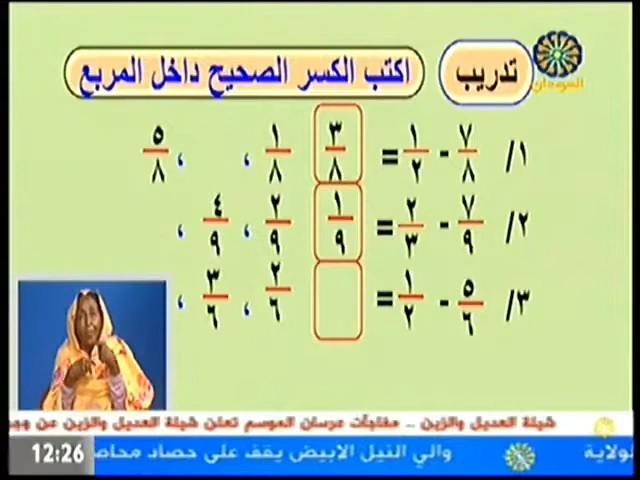 تدريب
اكتب الكسر الصحيح داخل المربع
السودان
١/ ٧/٨ - ١/٢ = ٣/٨ ١/٨ ، ، ٥/٨
٢/ ٧/٩ - ٢/٣ = ١/٩ ٢/٩ ، ٤/٩ ،
٣/ ٥/٦ - ١/٢ = ٢/٦ ، ٣/٦ ،
شيلة العديل والزين .. مفاجآت عرسان الموسم تعلن شيلة العديل والزين عن
ولاية
والي النيل الابيض يقف على حصاد
12:26